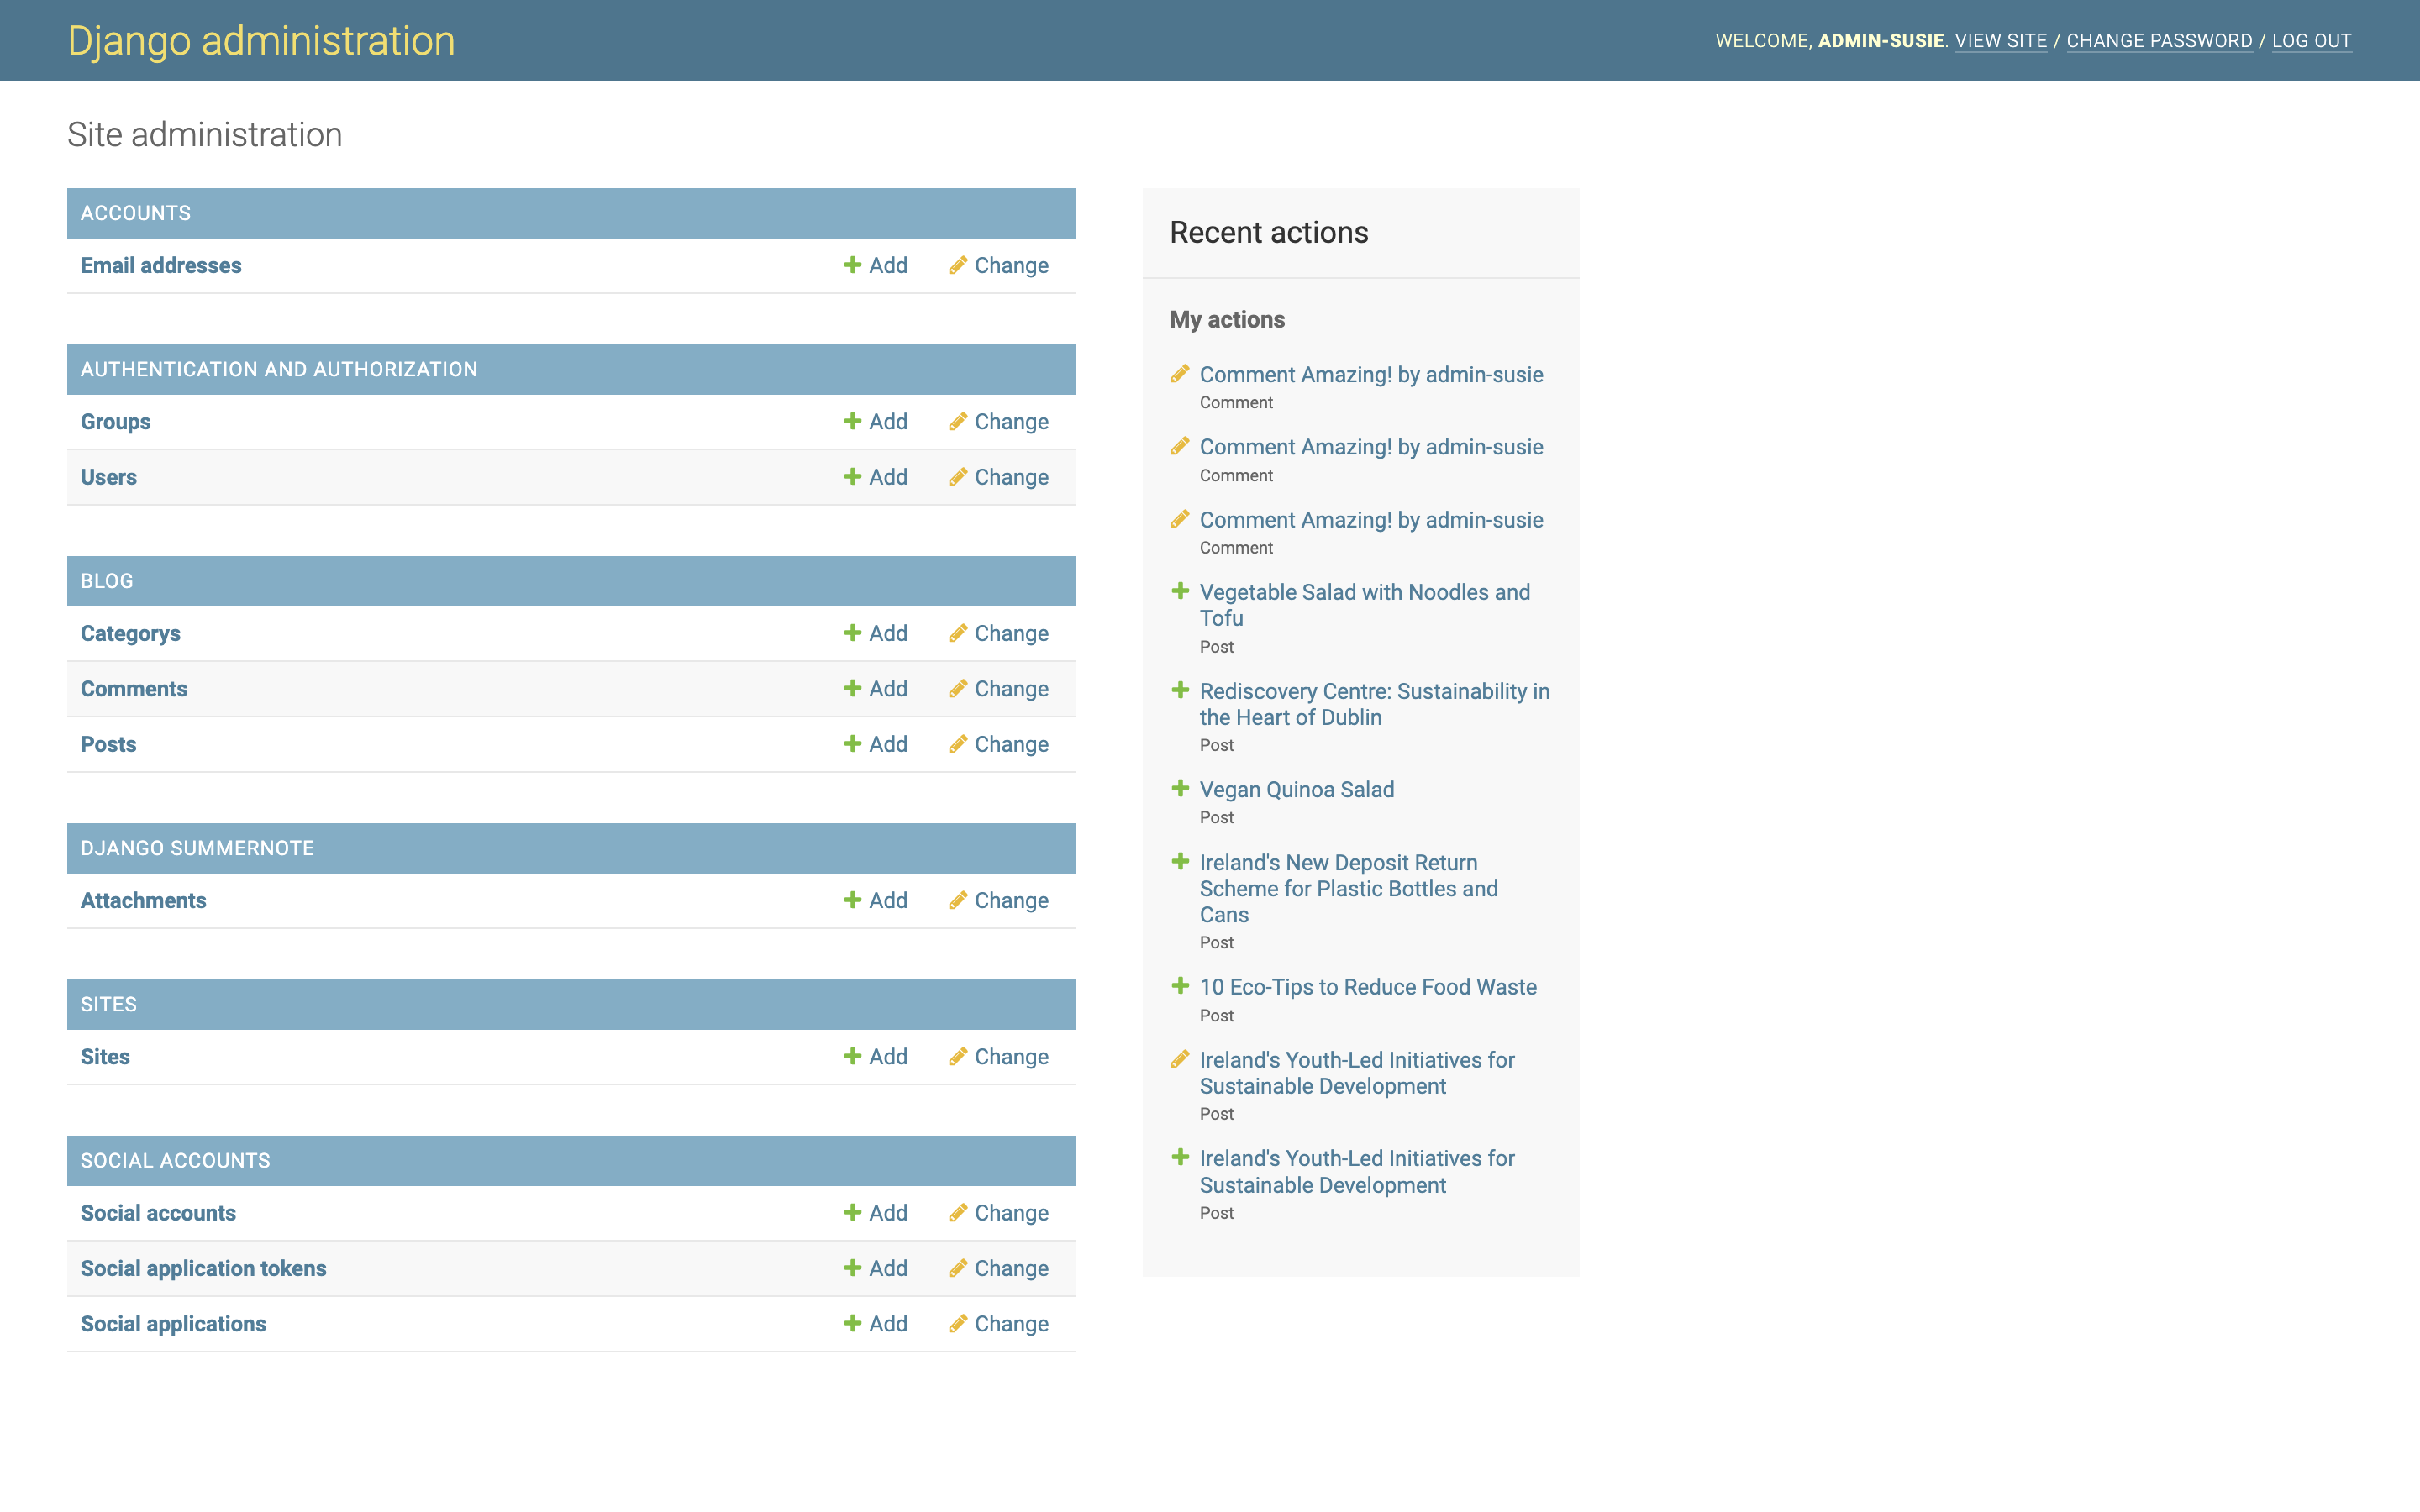 Django administration
WELCOME, ADMIN-SUSIE. VIEW SITE / CHANGE PASSWORD / LOG OUT
Site administration
ACCOUNTS
Email addresses Add Change
AUTHENTICATION AND AUTHORIZATION
Groups Add Change
Users Add Change
BLOG
Categorys Add Change
Comments Add Change
Posts Add Change
DJANGO SUMMERNOTE
Attachments Add Change
SITES
Sites Add Change
SOCIAL ACCOUNTS
Social accounts Add Change
Social application tokens Add Change
Social applications Add Change
Recent actions
My actions
Comment Amazing! by admin-susie
Comment
Comment Amazing! by admin-susie
Comment
Comment Amazing! by admin-susie
Comment
Vegetable Salad with Noodles and
Tofu
Post
Rediscovery Centre: Sustainability in
the Heart of Dublin
Post
Vegan Quinoa Salad
Post
Ireland's New Deposit Return
Scheme for Plastic Bottles and
Cans
Post
10 Eco-Tips to Reduce Food Waste
Post
Ireland's Youth-Led Initiatives for
Sustainable Development
Post
Ireland's Youth-Led Initiatives for
Sustainable Development
Post